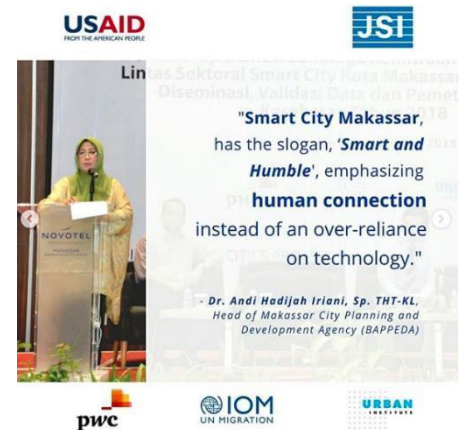 USAID
FROM THE AMERICAN PEOPLE
JSI
Lintas Sektoral Smart City Kota Makassar
Diseminasi, Validasi Data dan Pemet
2018
"Smart City Makassar,
has the slogan, 'Smart and
Humble', emphasizing
human connection
instead of an over-reliance
on technology."
- Dr. Andi Hadijah Iriani, Sp. THT-KL,
Head of Makassar City Planning and
Development Agency (BAPPEDA)
NOVOTEL
pwc
IOM
UN MIGRATION
URBAN
INSTITUTE